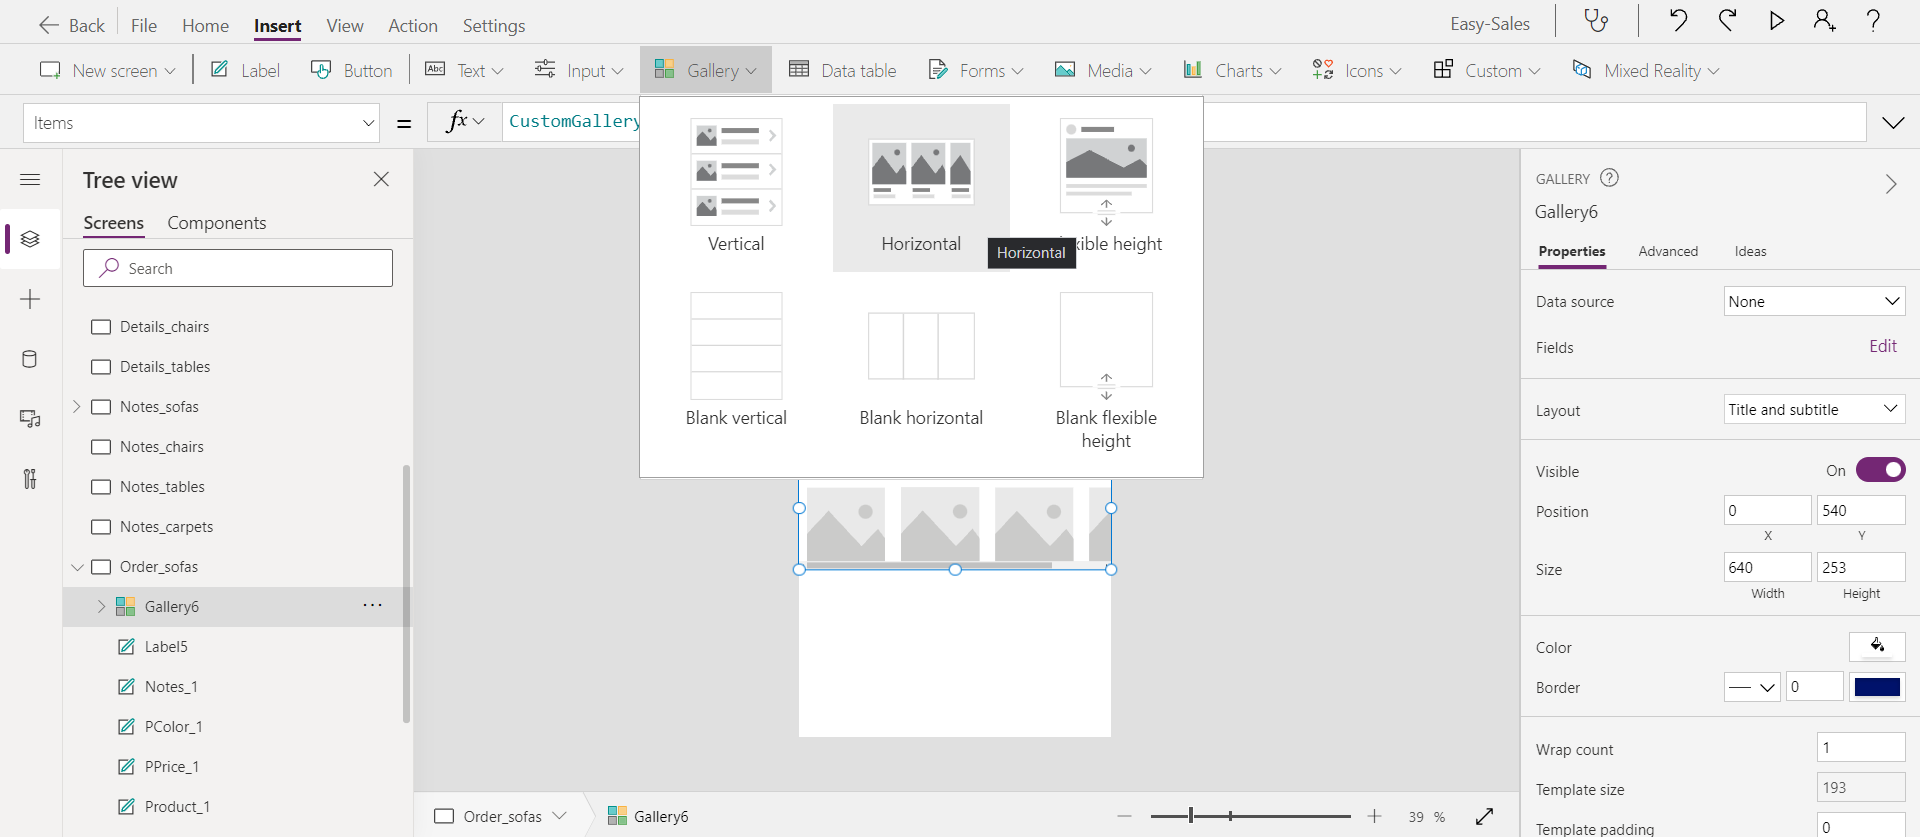 Back File Home Insert View Action Settings Easy-Sales ?
New screen Label Button Abc Text Input Gallery Data table Forms Media Charts Icons Custom Mixed Reality
Items = fx CustomGallery
Vertical Horizontal xible height
Horizontal
Blank vertical Blank horizontal Blank flexible
height
Tree view
Screens Components
Search
Details_chairs
Details_tables
Notes_sofas
Notes_chairs
Notes_tables
Notes_carpets
Order_sofas
Gallery6 ...
Label5
Notes_1
PColor_1
PPrice_1
Product_1
Order_sofas Gallery6 39 %
GALLERY ?
Gallery6
Properties Advanced Ideas
Data source None
Fields Edit
Layout Title and subtitle
Visible On
Position 0 540
X Y
Size 640 253
Width Height
Color
Border 0
Wrap count 1
Template size 193
Template padding 0